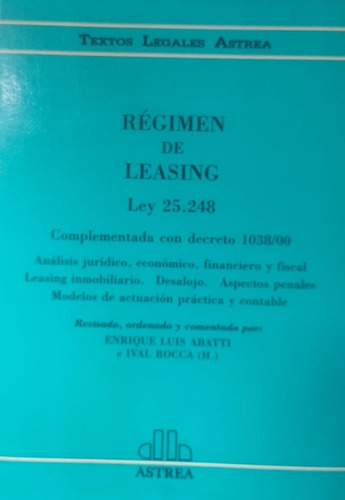 TEXTOS LEGALES ASTREA
RÉGIMEN
DE
LEASING
Ley 25.248
Complementada con decreto 1038/00
Análisis jurídico, económico, financiero y fiscal
Leasing inmobiliario. Desalojo. Aspectos penales
Modelos de actuación práctica y contable
Revisado, ordenado y comentado por:
ENRIQUE LUIS ABATTI
e IVAL ROCCA (H.)
ASTREA